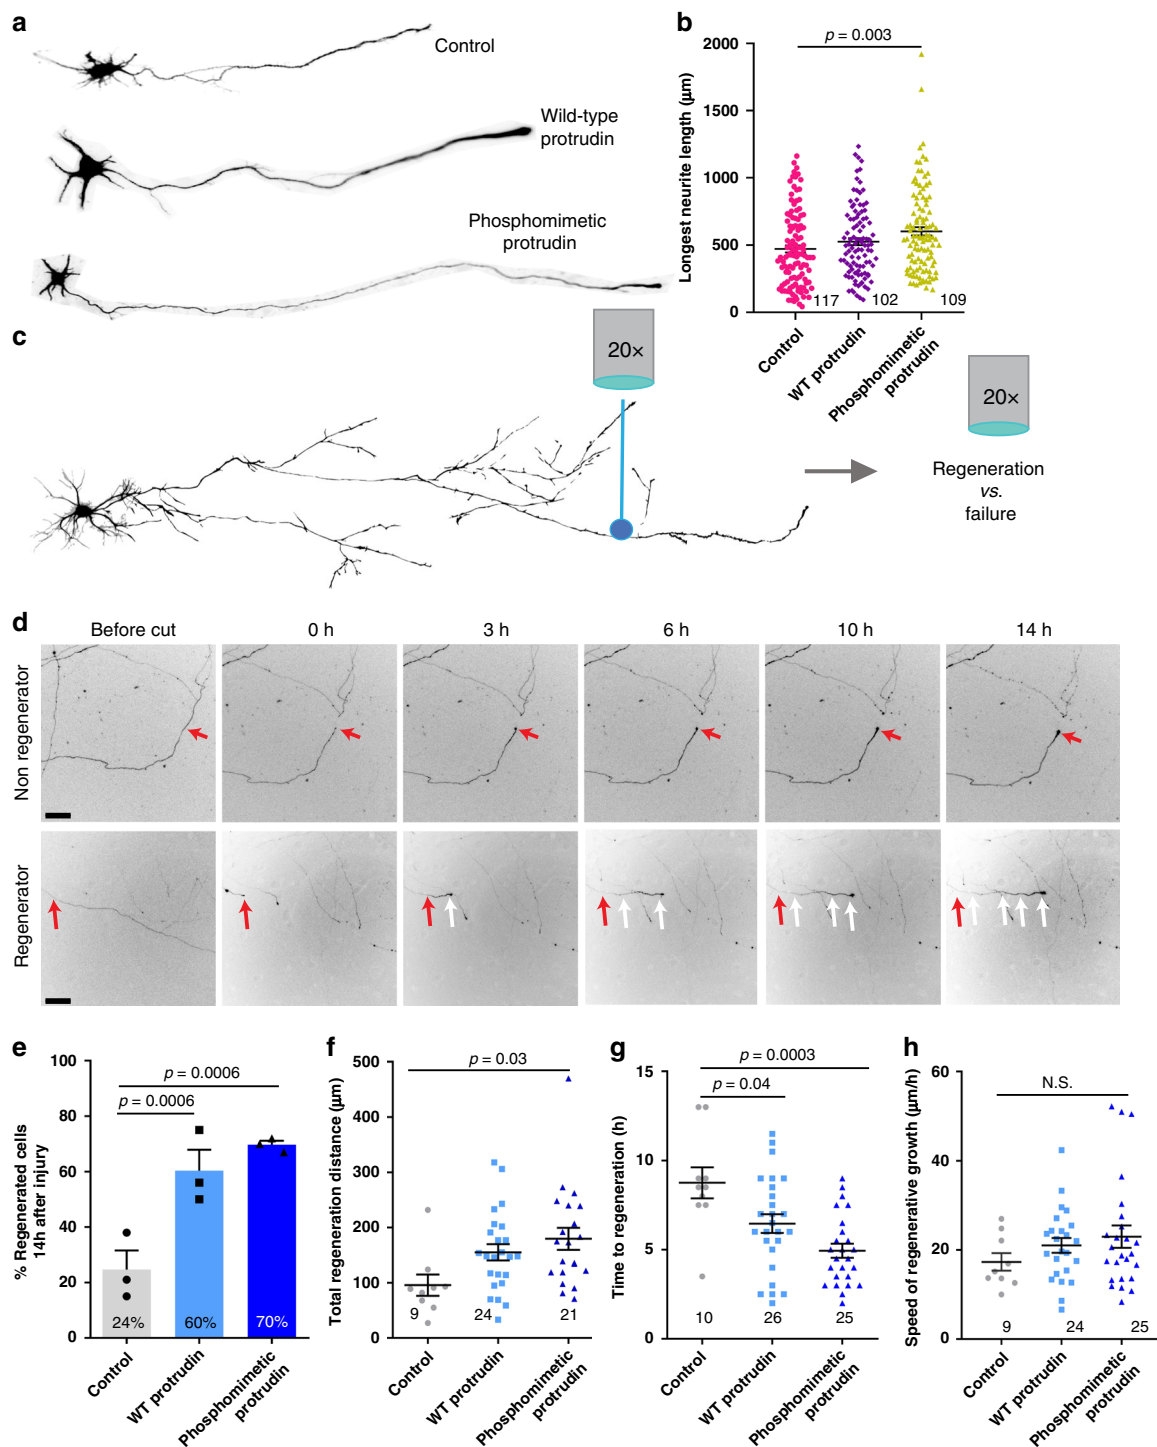 a
Control
Wild-type
protrudin
Phosphomimetic
protrudin
b
p = 0.003
Longest neurite length (µm)
2000
1500
1000
500
0
117
102
109
Control
WT protrudin
Phosphomimetic
protrudin
c
20×
20×
Regeneration
vs.
failure
d
Before cut
0 h
3 h
6 h
10 h
14 h
Non regenerator
Regenerator
e
% Regenerated cells
14h after injury
100
80
60
40
20
0
p = 0.0006
p = 0.0006
24%
60%
70%
Control
WT protrudin
Phosphomimetic
protrudin
f
Total regeneration distance (µm)
500
400
300
200
100
0
p = 0.03
9
24
21
Control
WT protrudin
Phosphomimetic
protrudin
g
Time to regeneration (h)
15
10
5
0
p = 0.0003
p = 0.04
10
26
25
Control
WT protrudin
Phosphomimetic
protrudin
h
Speed of regenerative growth (µm/h)
60
40
20
0
N.S.
9
24
25
Control
WT protrudin
Phosphomimetic
protrudin